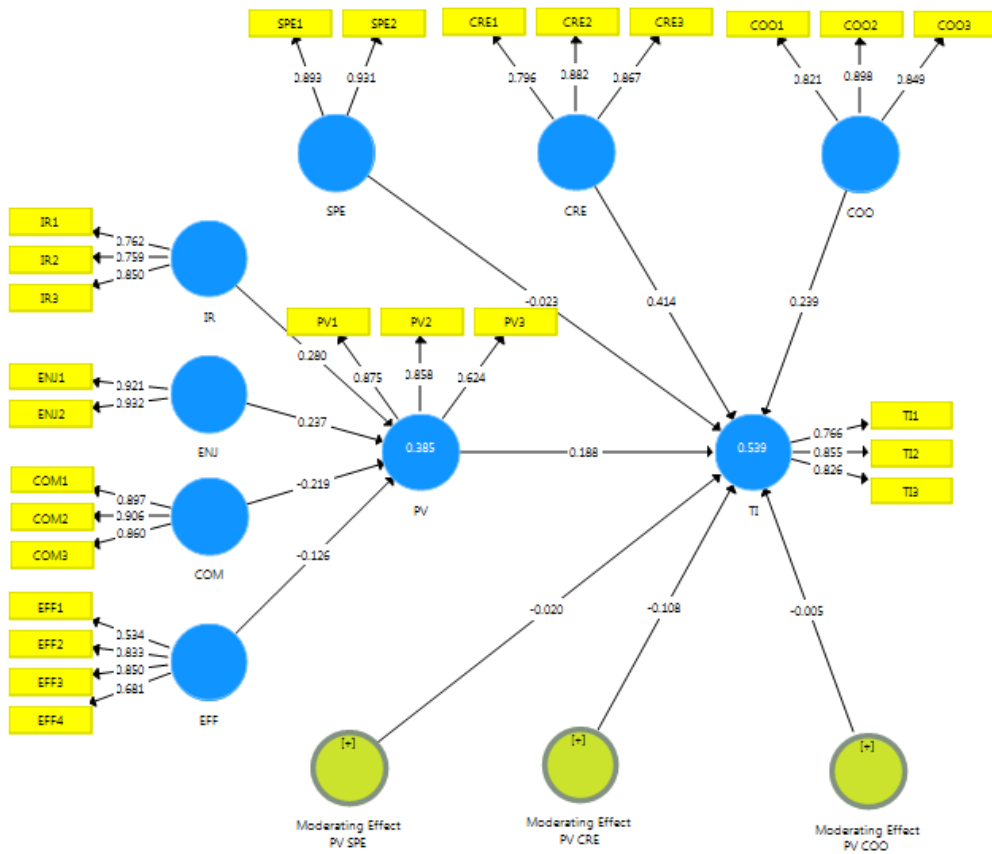 SPE1
SPE2
CRE1
CRE2
CRE3
COO1
COO2
COO3
0.893
0.931
0.796
0.882
0.867
0.821
0.898
0.849
SPE
CRE
COO
IR1
IR2
IR3
0.762
0.759
0.850
IR
-0.023
0.414
0.239
PV1
PV2
PV3
0.280
0.875
0.858
0.624
ENJ1
ENJ2
0.921
0.932
ENJ
0.237
0.385
PV
0.188
0.539
TI
TI1
TI2
TI3
0.766
0.855
0.826
COM1
COM2
COM3
0.897
0.906
0.860
COM
-0.219
-0.126
EFF1
EFF2
EFF3
EFF4
0.534
0.833
0.850
0.681
EFF
-0.020
-0.108
-0.005
[+]
[+]
[+]
Moderating Effect
PV SPE
Moderating Effect
PV CRE
Moderating Effect
PV COO